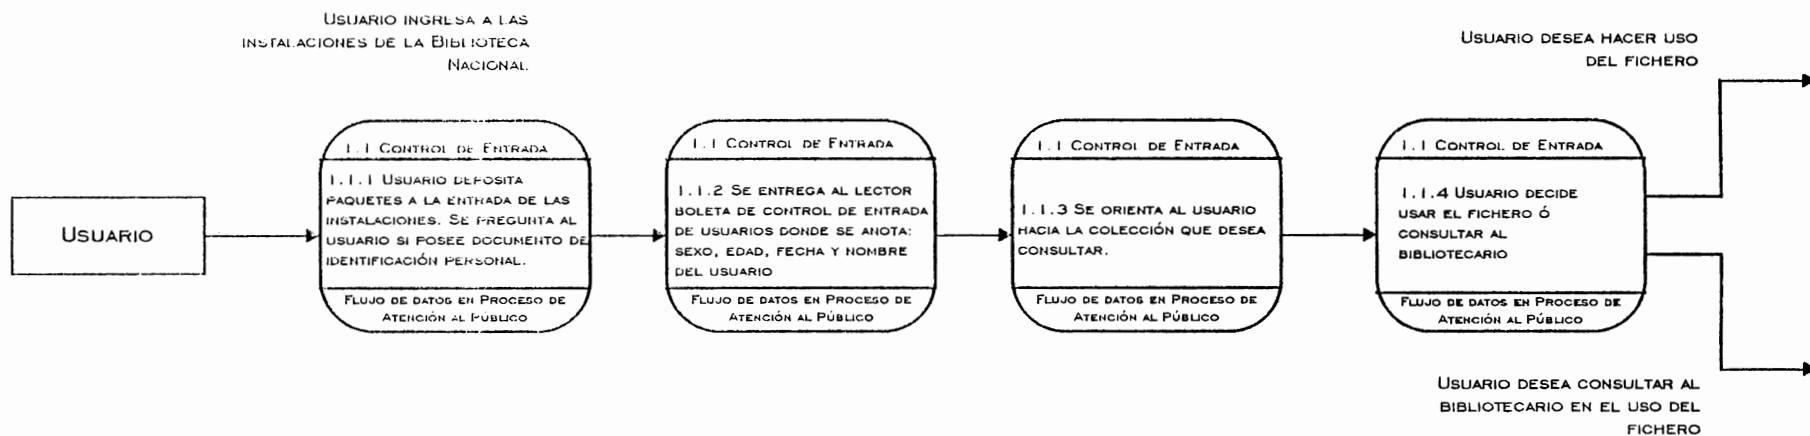 Usuario ingresa a las
instalaciones de la Biblioteca
Nacional.
Usuario desea hacer uso
del fichero
Usuario
1.1 Control de Entrada
1.1.1 Usuario deposita
paquetes a la entrada de las
instalaciones. Se pregunta al
usuario si posee documento de
identificación personal.
Flujo de datos en Proceso de
Atención al Público
1.1 Control de Entrada
1.1.2 Se entrega al lector
boleta de control de entrada
de usuarios donde se anota:
sexo, edad, fecha y nombre
del usuario
Flujo de datos en Proceso de
Atención al Público
1.1 Control de Entrada
1.1.3 Se orienta al usuario
hacia la colección que desea
consultar.
Flujo de datos en Proceso de
Atención al Público
1.1 Control de Entrada
1.1.4 Usuario decide
usar el fichero ó
consultar al
bibliotecario
Flujo de datos en Proceso de
Atención al Público
Usuario desea consultar al
bibliotecario en el uso del
fichero